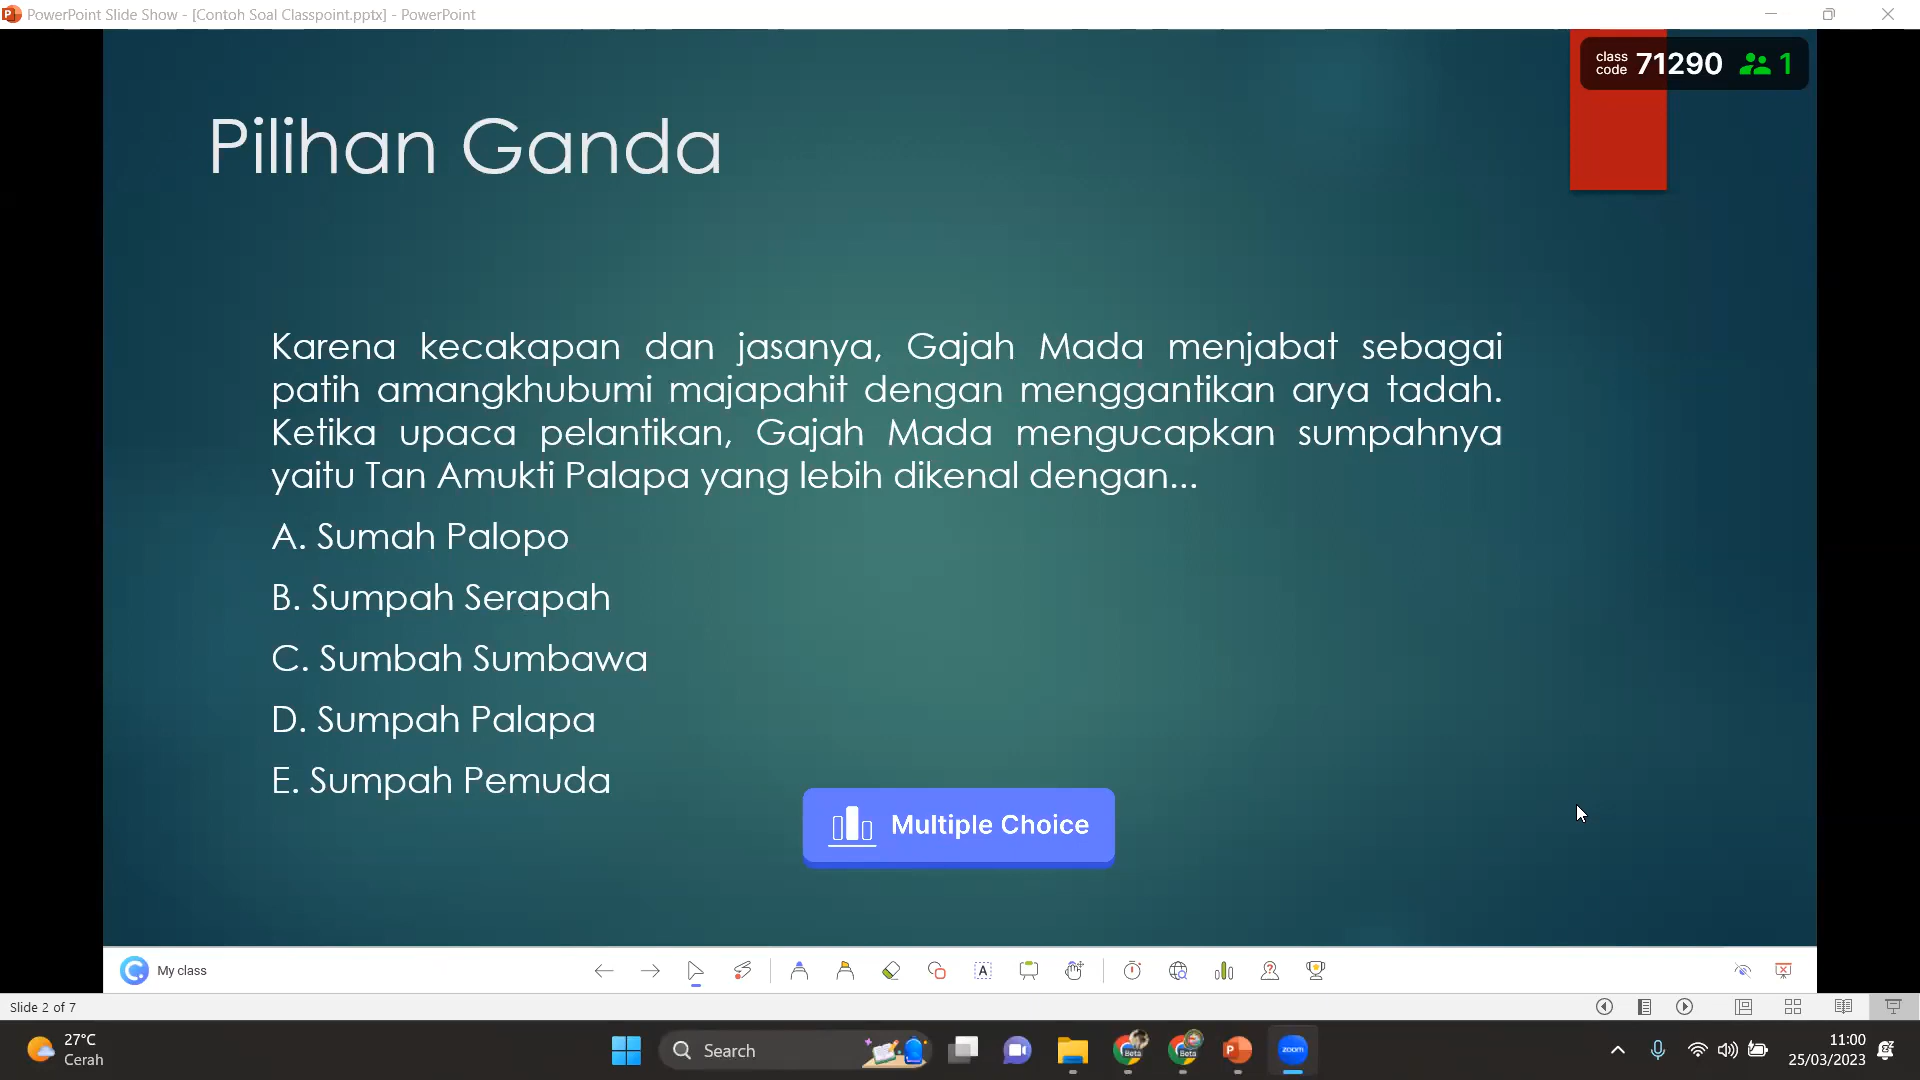 PowerPoint Slide Show - [Contoh Soal Classpoint.pptx] - PowerPoint
class code 71290 1
Pilihan Ganda
Karena kecakapan dan jasanya, Gajah Mada menjabat sebagai
patih amangkhubumi majapahit dengan menggantikan arya tadah.
Ketika upaca pelantikan, Gajah Mada mengucapkan sumpahnya
yaitu Tan Amukti Palapa yang lebih dikenal dengan...
A. Sumah Palopo
B. Sumpah Serapah
C. Sumbah Sumbawa
D. Sumpah Palapa
E. Sumpah Pemuda
Multiple Choice
My class
Slide 2 of 7
27°C
Cerah
Search
Beta
Beta
zoom
11:00
25/03/2023